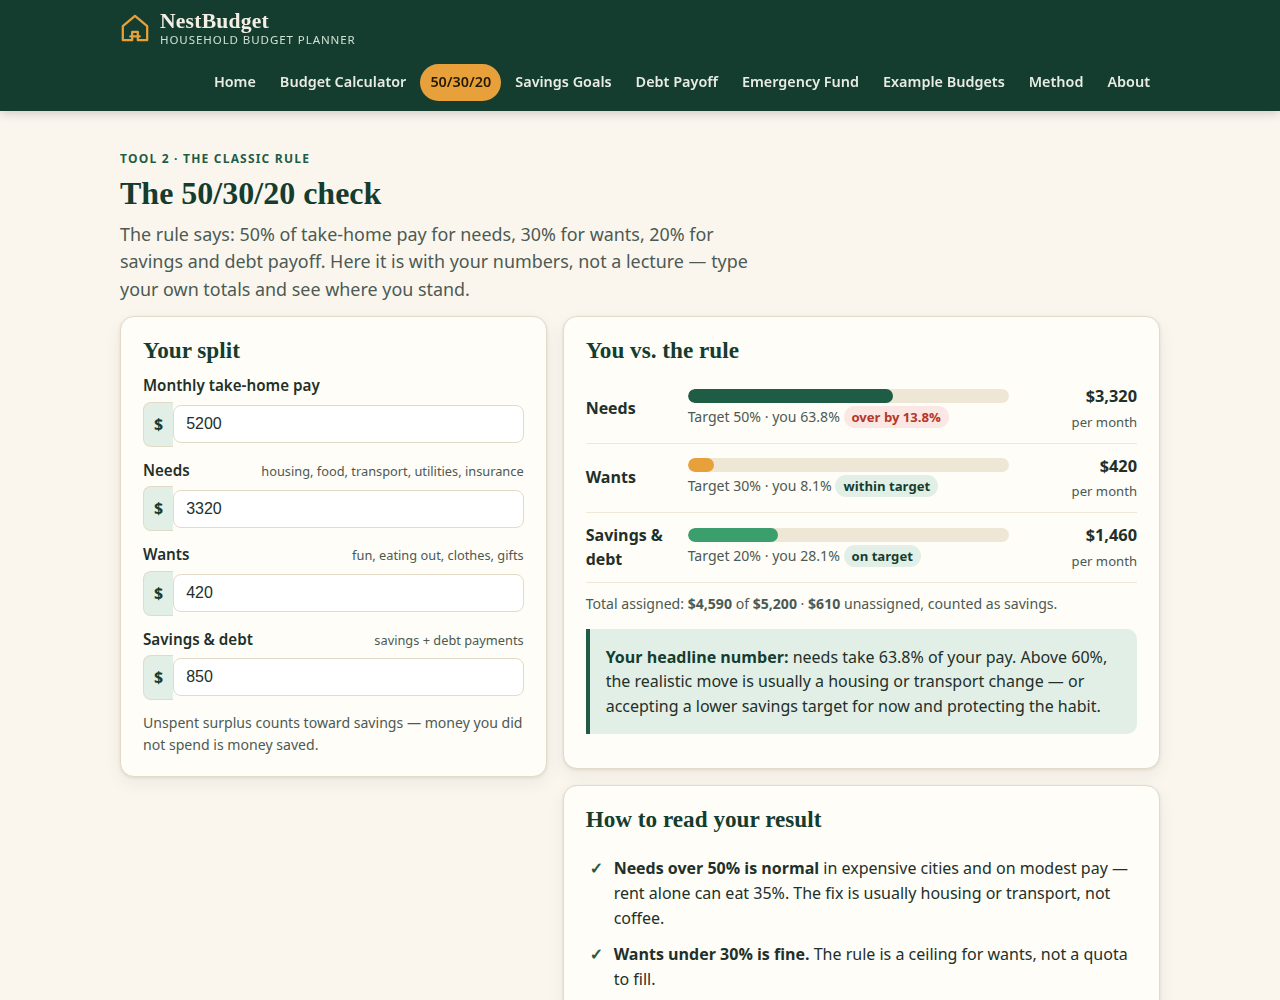 NestBudget
HOUSEHOLD BUDGET PLANNER
Home Budget Calculator 50/30/20 Savings Goals Debt Payoff Emergency Fund Example Budgets Method About
TOOL 2 · THE CLASSIC RULE
The 50/30/20 check
The rule says: 50% of take-home pay for needs, 30% for wants, 20% for
savings and debt payoff. Here it is with your numbers, not a lecture — type
your own totals and see where you stand.
Your split
Monthly take-home pay
$ 5200
Needs housing, food, transport, utilities, insurance
$ 3320
Wants fun, eating out, clothes, gifts
$ 420
Savings & debt savings + debt payments
$ 850
Unspent surplus counts toward savings — money you did
not spend is money saved.
You vs. the rule
Needs
Target 50% · you 63.8% over by 13.8%
$3,320
per month
Wants
Target 30% · you 8.1% within target
$420
per month
Savings &
debt
Target 20% · you 28.1% on target
$1,460
per month
Total assigned: $4,590 of $5,200 · $610 unassigned, counted as savings.
Your headline number: needs take 63.8% of your pay. Above 60%,
the realistic move is usually a housing or transport change — or
accepting a lower savings target for now and protecting the habit.
How to read your result
✓ Needs over 50% is normal in expensive cities and on modest pay —
rent alone can eat 35%. The fix is usually housing or transport, not
coffee.
✓ Wants under 30% is fine. The rule is a ceiling for wants, not a quota
to fill.